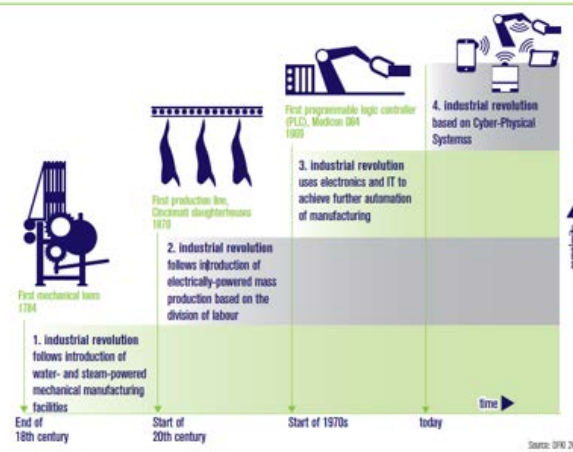 First programmable logic controller
(PLC), Modicon 084
1969
4. industrial revolution
based on Cyber-Physical
Systemss
3. industrial revolution
uses electronics and IT to
achieve further automation
of manufacturing
First production line,
Cincinnati slaughterhouses
1870
2. industrial revolution
follows introduction of
electrically-powered mass
production based on the
division of labour
First mechanical loom
1784
1. industrial revolution
follows introduction of
water- and steam-powered
mechanical manufacturing
facilities
time
End of
18th century
Start of
20th century
Start of 1970s
today
Source: DFKI